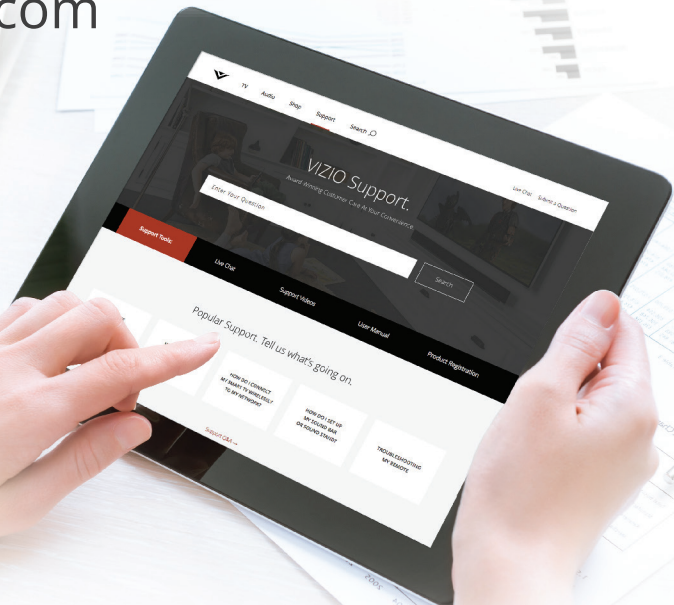 com
TV Audio Shop Support Search
Live Chat Submit a Question
VIZIO Support.
Award Winning Customer Care At Your Convenience.
Enter Your Question
Search
Support Tools:
Live Chat
Support Videos
User Manual
Product Registration
Popular Support. Tell us what's going on.
HOW DO I CONNECT
MY SMART TV WIRELESSLY
TO MY NETWORK?
HOW DO I SET UP
MY SOUND BAR
OR SOUND STAND?
TROUBLESHOOTING
MY REMOTE
Support Q&A
2005